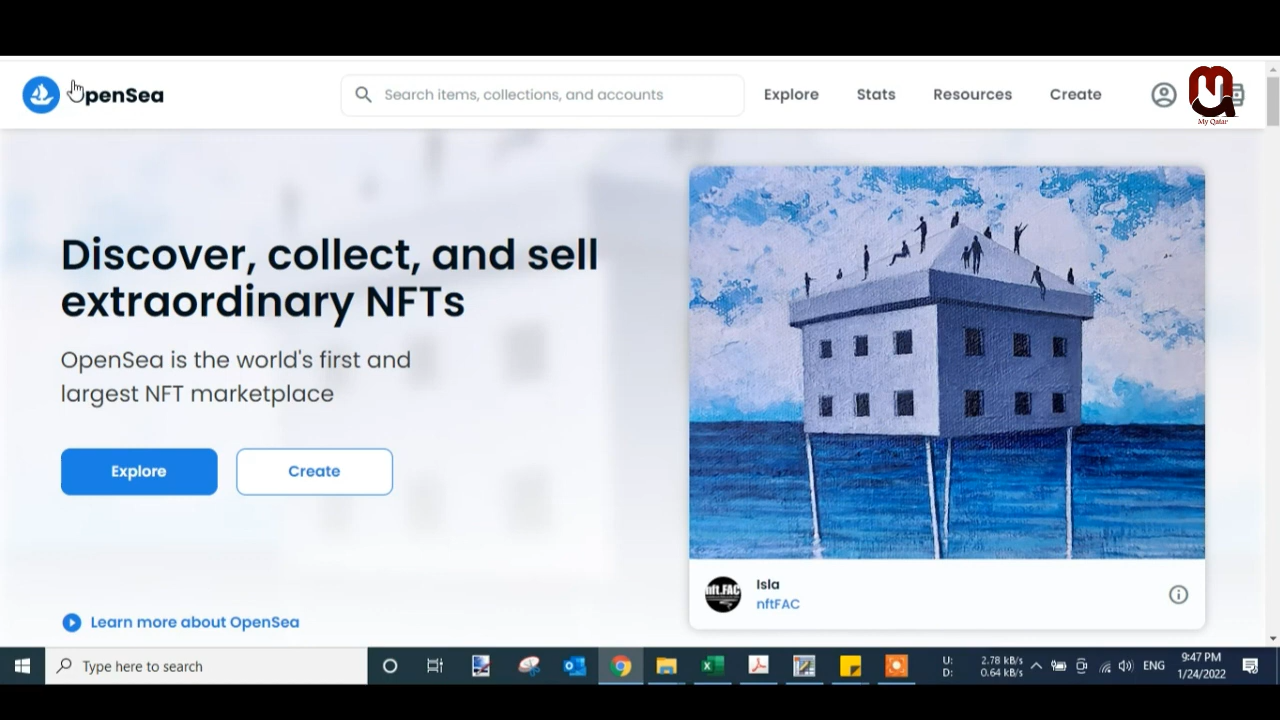 OpenSea
Search items, collections, and accounts
Explore
Stats
Resources
Create
My Qatar
Discover, collect, and sell
extraordinary NFTs
OpenSea is the world's first and
largest NFT marketplace
Explore
Create
Learn more about OpenSea
nft.FAC
Isla
nftFAC
Type here to search
U: 2.78 kB/s
D: 0.64 kB/s
ENG
9:47 PM
1/24/2022